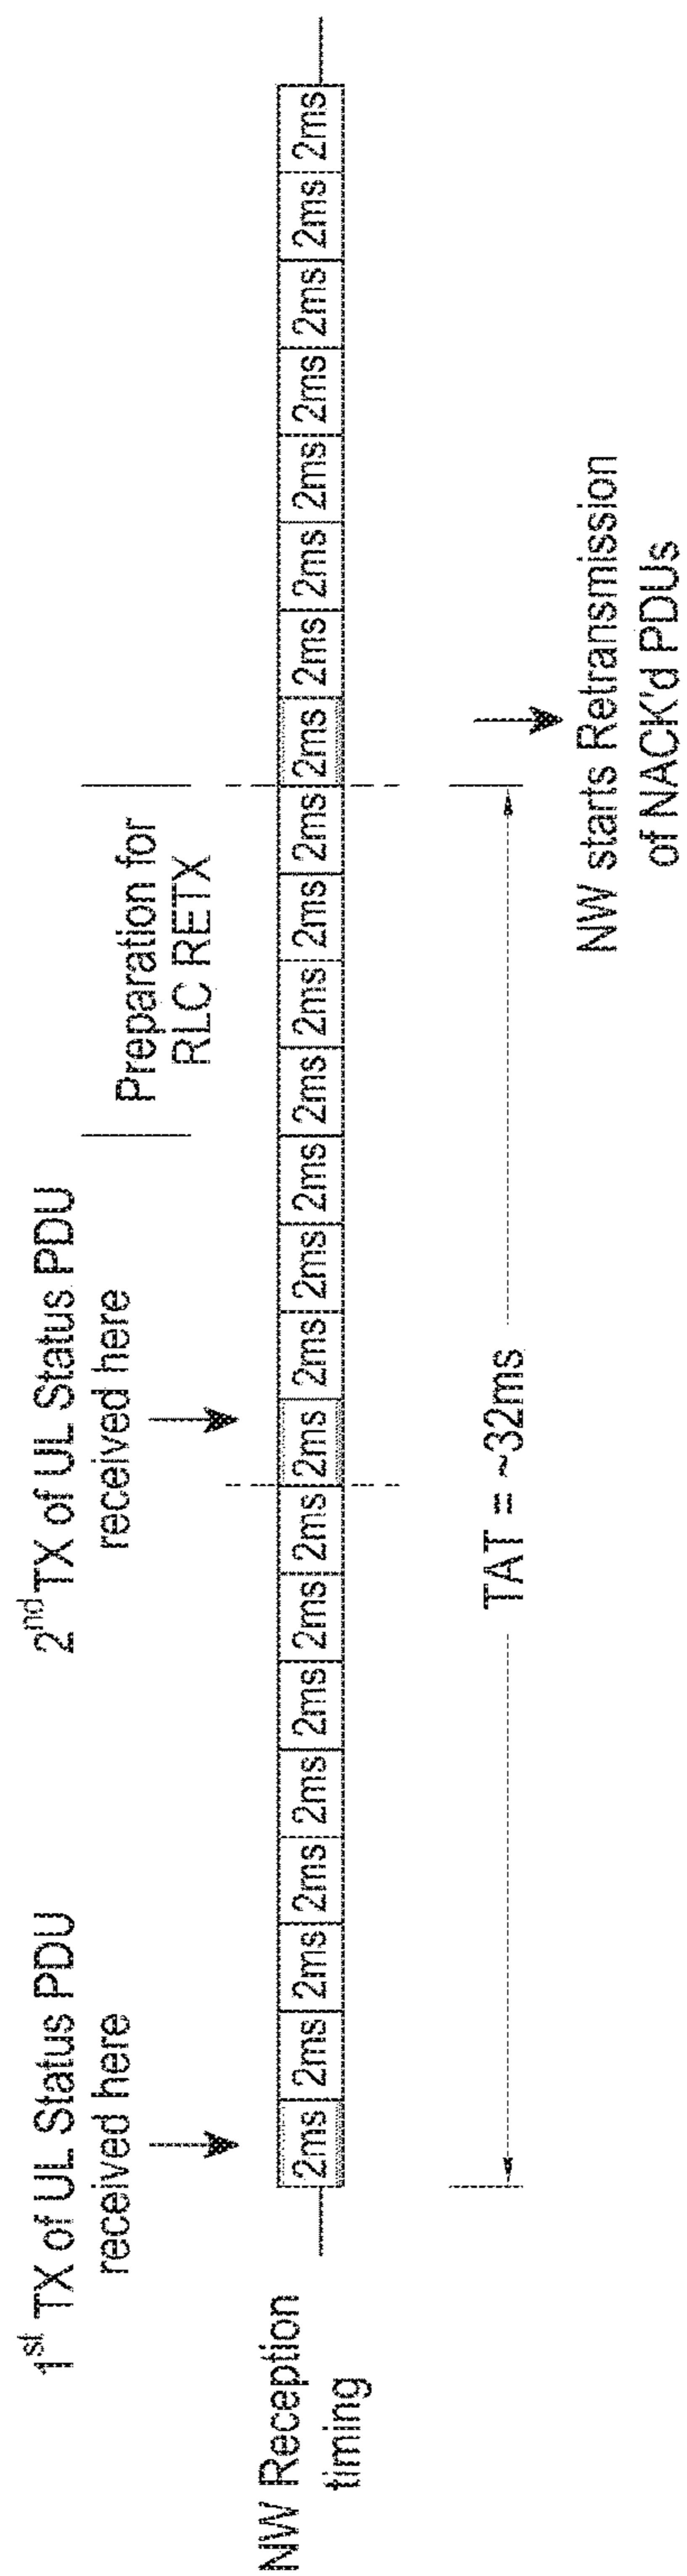 1st TX of UL Status PDU
received here
2nd TX of UL Status PDU
received here
Preparation for
RLC RETX
NW Reception
timing
2ms 2ms 2ms 2ms 2ms 2ms 2ms 2ms 2ms 2ms 2ms 2ms 2ms 2ms 2ms 2ms 2ms 2ms 2ms 2ms 2ms 2ms 2ms 2ms
TAT = ~32ms
NW starts Retransmission
of NACK'd PDUs